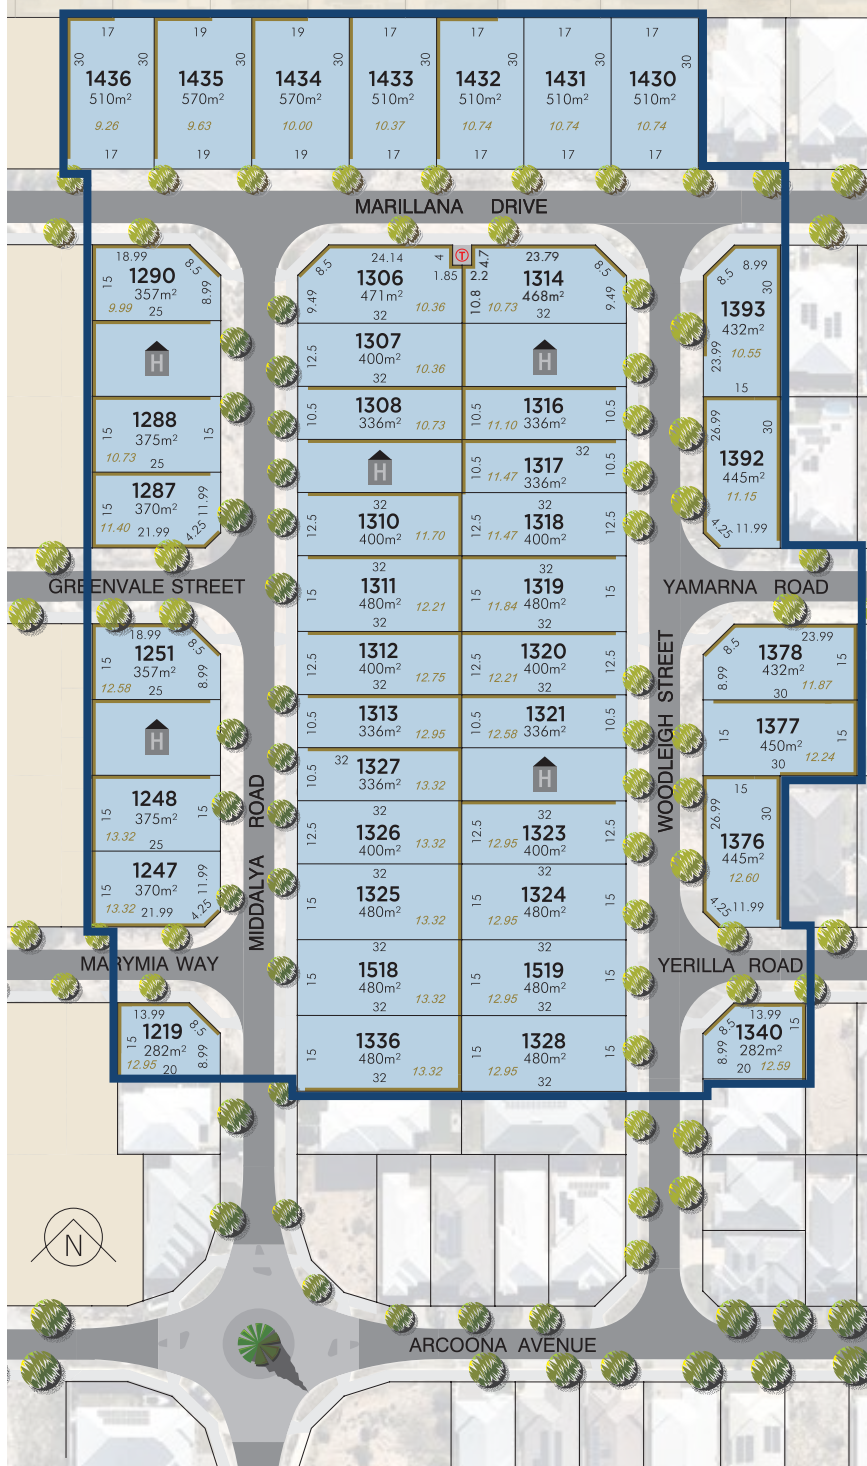 17 19 19 17 17 17 17
30 30 30 30 30
1436 1435 1434 1433 1432 1431 1430
510m² 570m² 570m² 510m² 510m² 510m² 510m²
9.26 9.63 10.00 10.37 10.74 10.74 10.74
17 19 19 17 17 17 17
MARILLANA DRIVE
18.99 8.5
1290
15 357m² 8.99
9.99 25
H
1288
15 375m² 15
10.73 25
1287
15 370m² 11.99
11.40 21.99 4.25
GREENVALE STREET
18.99
1251 8.5
15 357m² 8.99
12.58 25
H
1248
15 375m² 15
13.32 25
1247
15 370m² 11.99
13.32 21.99 4.25
MARYMIA WAY
13.99 8.5
1219
15 282m² 8.99
12.95 20
MIDDALYA ROAD
24.14 4
8.5 1306 1.85
9.49 471m² 10.36
32
1307
12.5 400m² 10.36
32
1308
10.5 336m² 10.73
H
32
1310
12.5 400m² 11.70
32
1311
480m² 12.21
32
1312
12.5 400m² 12.75
32
1313
10.5 336m² 12.95
32 1327
10.5 336m² 13.32
32
1326
12.5 400m² 13.32
32
1325
15 480m² 13.32
32
1518
15 480m² 13.32
32
1336
15 480m² 13.32
32
T
4.7 23.79 8.5
2.2 1314
10.8 468m² 9.49
10.73 32
H
1316
10.5 11.10 336m² 10.5
32
1317
10.5 11.47 336m² 10.5
32
1318
12.5 11.47 400m² 12.5
32
1319
15 11.84 480m² 15
32
1320
12.5 12.21 400m² 12.5
32
1321
10.5 12.58 336m² 10.5
H
32
1323
12.5 12.95 400m² 12.5
32
1324
15 12.95 480m²
32
1519
15 12.95 480m²
32
1328
15 12.95 480m²
32
WOODLEIGH STREET
8.5 8.99
30
1393
432m²
23.99 10.55
15
26.99 30
1392
445m²
11.15
4.25 11.99
YAMARNA ROAD
8.5 23.99
1378
8.99 432m² 15
30 11.87
1377
15 450m² 15
30 12.24
15
26.99 30
1376
445m²
12.60
4.25 11.99
YERILLA ROAD
13.99
8.5 1340 15
8.99 282m²
20 12.59
N
ARCOONA AVENUE